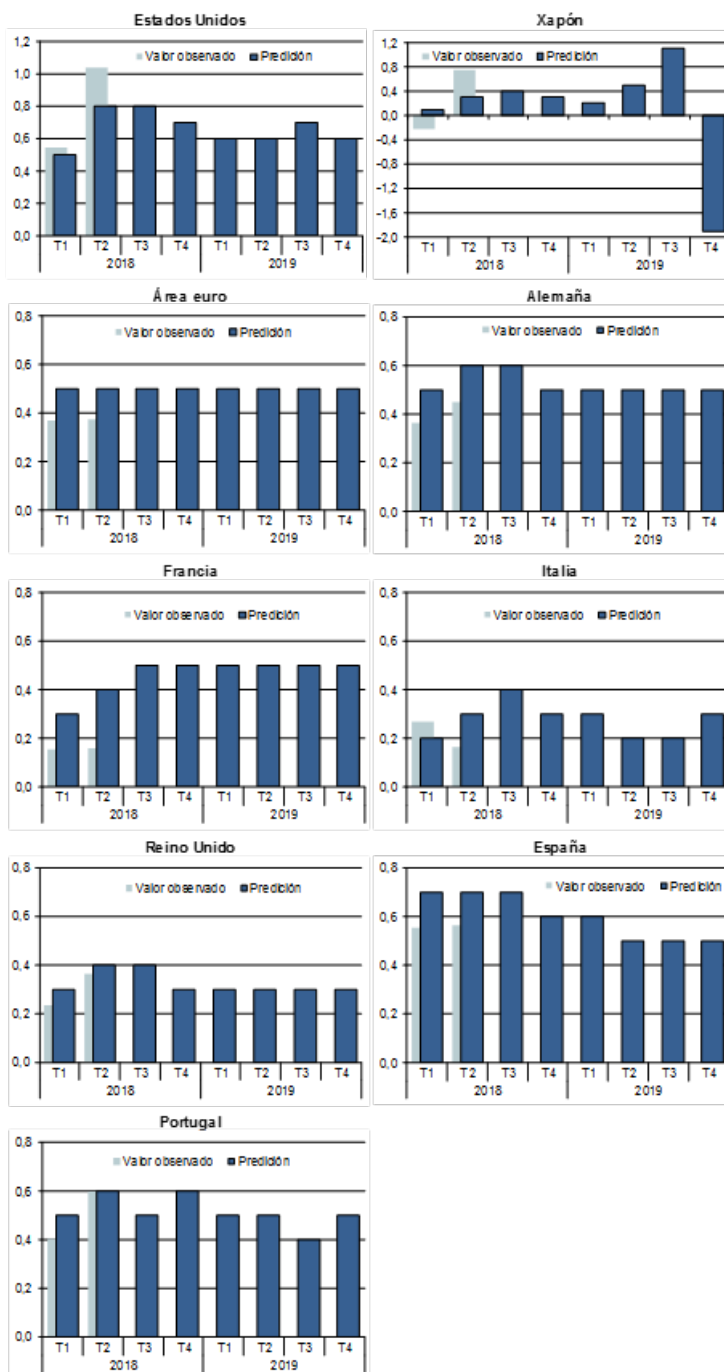 Estados Unidos
Valor observado Predición
1,2
1,0
0,8
0,6
0,4
0,2
0,0
T1 T2 T3 T4 T1 T2 T3 T4
2018 2019
Xapón
Valor observado Predición
1,2
0,8
0,4
0,0
-0,4
-0,8
-1,2
-1,6
-2,0
T1 T2 T3 T4 T1 T2 T3 T4
2018 2019
Área euro
Valor observado Predición
0,8
0,6
0,4
0,2
0,0
T1 T2 T3 T4 T1 T2 T3 T4
2018 2019
Alemaña
Valor observado Predición
0,8
0,6
0,4
0,2
0,0
T1 T2 T3 T4 T1 T2 T3 T4
2018 2019
Francia
Valor observado Predición
0,8
0,6
0,4
0,2
0,0
T1 T2 T3 T4 T1 T2 T3 T4
2018 2019
Italia
Valor observado Predición
0,8
0,6
0,4
0,2
0,0
T1 T2 T3 T4 T1 T2 T3 T4
2018 2019
Reino Unido
Valor observado Predición
0,8
0,6
0,4
0,2
0,0
T1 T2 T3 T4 T1 T2 T3 T4
2018 2019
España
Valor observado Predición
0,8
0,6
0,4
0,2
0,0
T1 T2 T3 T4 T1 T2 T3 T4
2018 2019
Portugal
Valor observado Predición
0,8
0,6
0,4
0,2
0,0
T1 T2 T3 T4 T1 T2 T3 T4
2018 2019